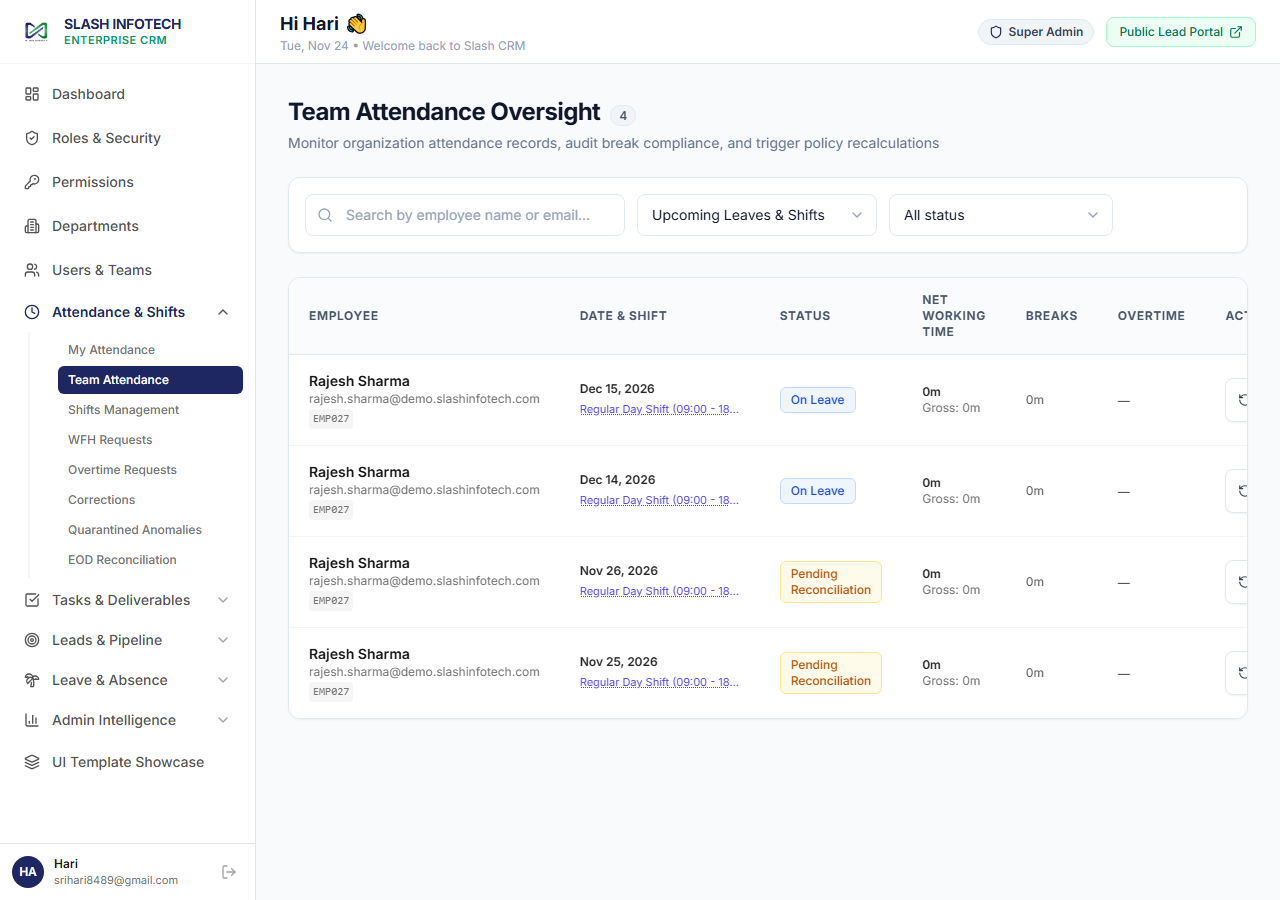 SLASH INFOTECH
ENTERPRISE CRM
Dashboard
Roles & Security
Permissions
Departments
Users & Teams
Attendance & Shifts
My Attendance
Team Attendance
Shifts Management
WFH Requests
Overtime Requests
Corrections
Quarantined Anomalies
EOD Reconciliation
Tasks & Deliverables
Leads & Pipeline
Leave & Absence
Admin Intelligence
UI Template Showcase
HA
Hari
srihari8489@gmail.com
Hi Hari 👋
Tue, Nov 24 • Welcome back to Slash CRM
Super Admin
Public Lead Portal
Team Attendance Oversight 4
Monitor organization attendance records, audit break compliance, and trigger policy recalculations
Search by employee name or email...
Upcoming Leaves & Shifts
All status
EMPLOYEE
DATE & SHIFT
STATUS
NET
WORKING
TIME
BREAKS
OVERTIME
ACT
Rajesh Sharma
rajesh.sharma@demo.slashinfotech.com
EMP027
Dec 15, 2026
Regular Day Shift (09:00 - 18...
On Leave
0m
Gross: 0m
0m
—
Rajesh Sharma
rajesh.sharma@demo.slashinfotech.com
EMP027
Dec 14, 2026
Regular Day Shift (09:00 - 18...
On Leave
0m
Gross: 0m
0m
—
Rajesh Sharma
rajesh.sharma@demo.slashinfotech.com
EMP027
Nov 26, 2026
Regular Day Shift (09:00 - 18...
Pending
Reconciliation
0m
Gross: 0m
0m
—
Rajesh Sharma
rajesh.sharma@demo.slashinfotech.com
EMP027
Nov 25, 2026
Regular Day Shift (09:00 - 18...
Pending
Reconciliation
0m
Gross: 0m
0m
—